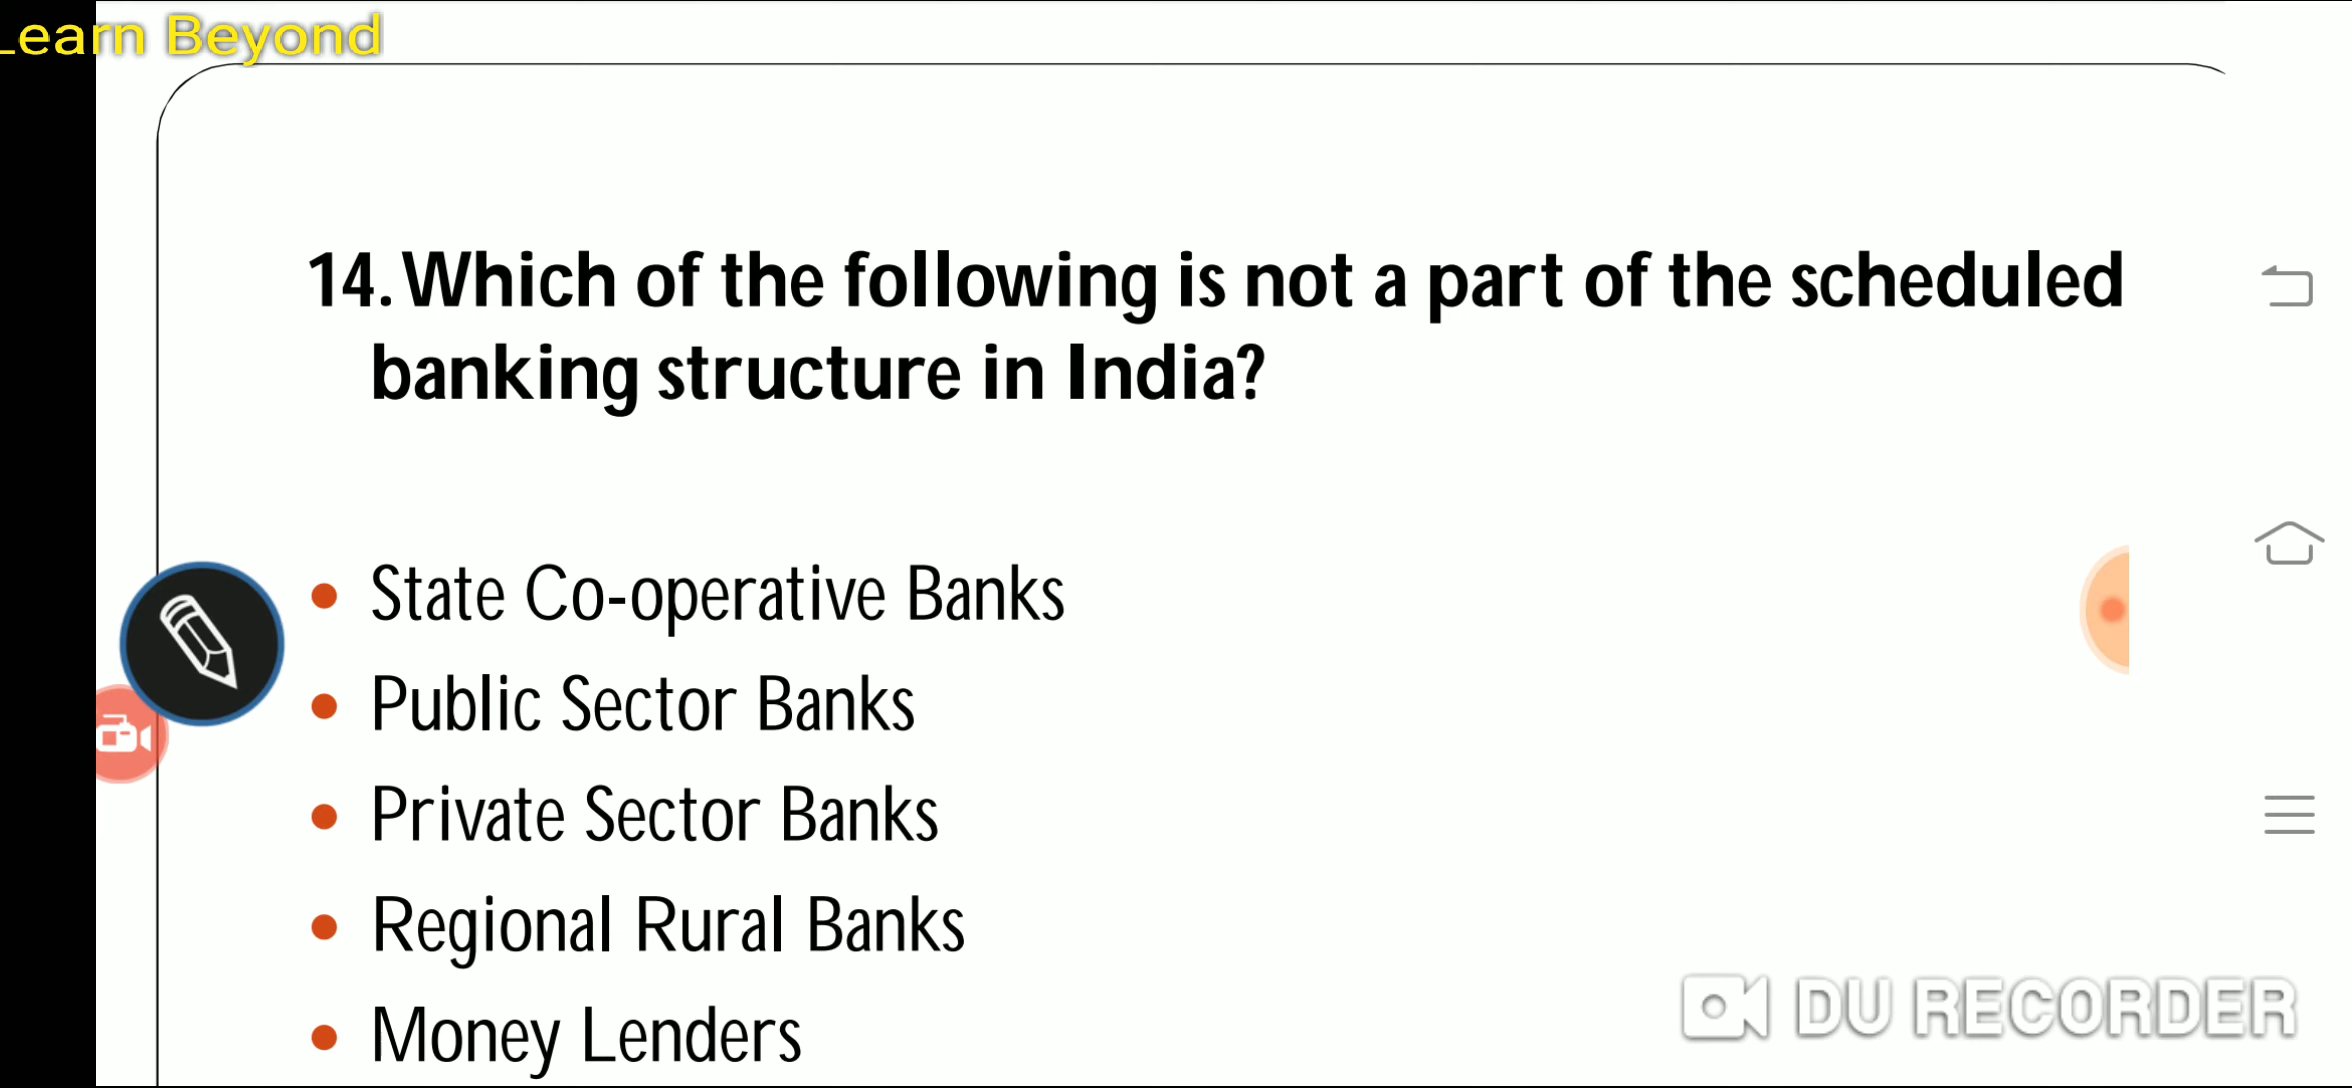 earn Beyond
14. Which of the following is not a part of the scheduled
banking structure in India?
• State Co-operative Banks
• Public Sector Banks
• Private Sector Banks
• Regional Rural Banks
• Money Lenders
DU RECORDER